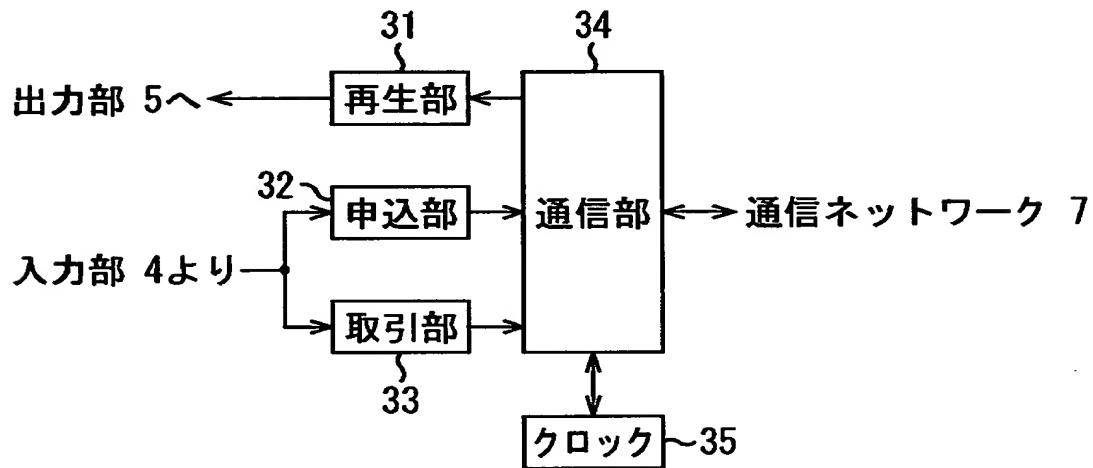 31
34
出力部 5へ
再生部
32
申込部
通信部
通信ネットワーク 7
入力部 4より
取引部
33
クロック
35